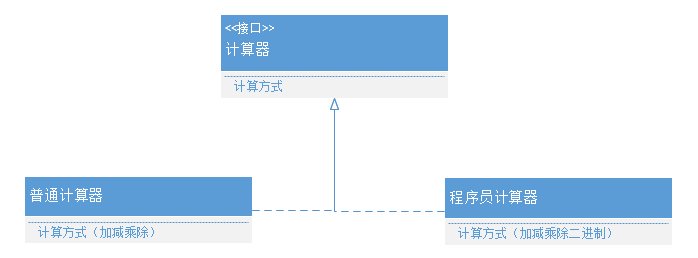 <<接口>>
计算器
计算方式
普通计算器
计算方式（加减乘除）
程序员计算器
计算方式（加减乘除二进制）